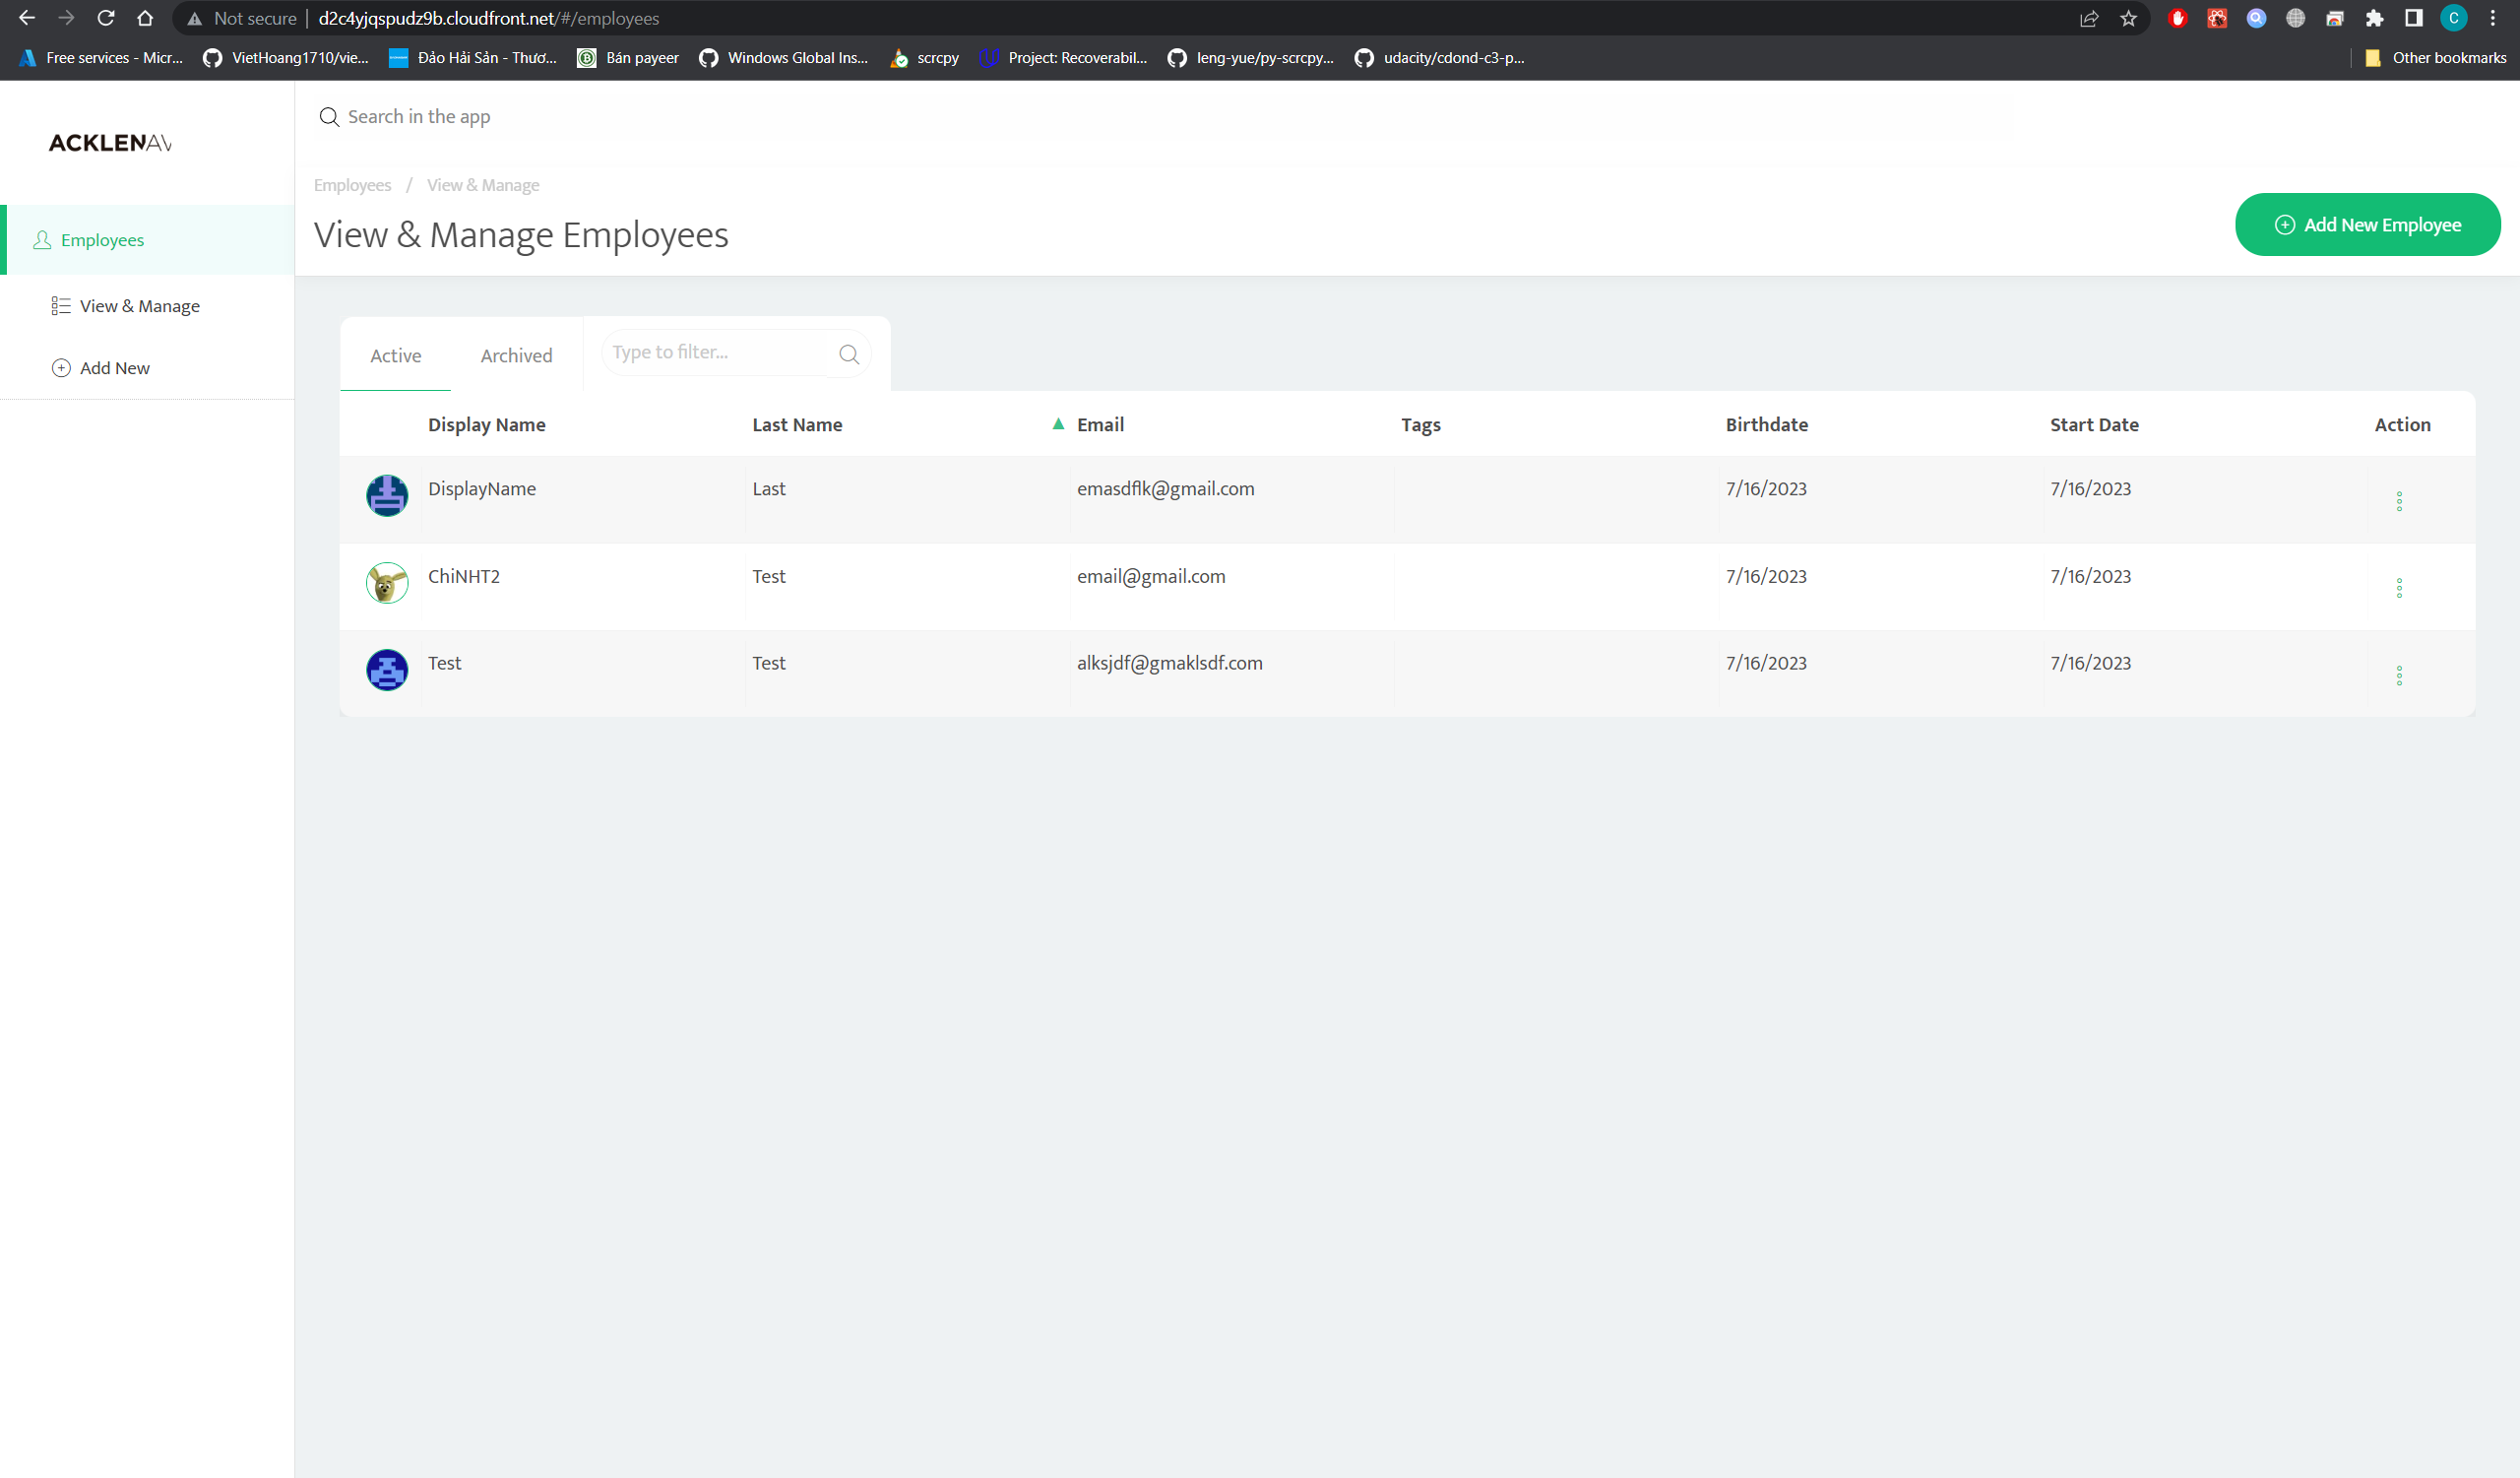 Not secure | d2c4yjqspudz9b.cloudfront.net/#/employees
C
Free services - Micr... VietHoang1710/vie... Đảo Hải Sản - Thươ... Bán payeer Windows Global Ins... scrcpy Project: Recoverabil... leng-yue/py-scrcpy... udacity/cdond-c3-p... Other bookmarks
ACKLENAV
Search in the app
Employees / View & Manage
View & Manage Employees
Add New Employee
Employees
View & Manage
Add New
Active Archived Type to filter...
Display Name Last Name Email Tags Birthdate Start Date Action
DisplayName Last emasdflk@gmail.com 7/16/2023 7/16/2023
ChiNHT2 Test email@gmail.com 7/16/2023 7/16/2023
Test Test alksjdf@gmaklsdf.com 7/16/2023 7/16/2023